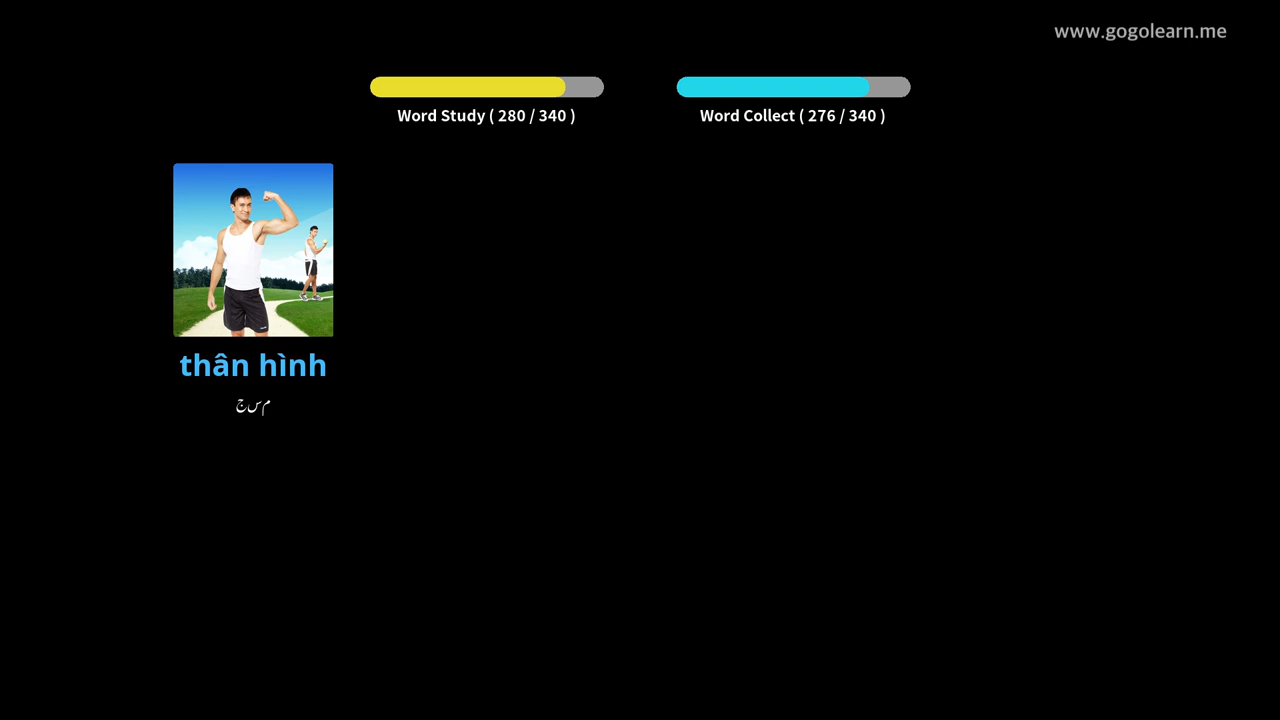 www.gogolearn.me
Word Study ( 280 / 340 )
Word Collect ( 276 / 340 )
thân hình
جسم